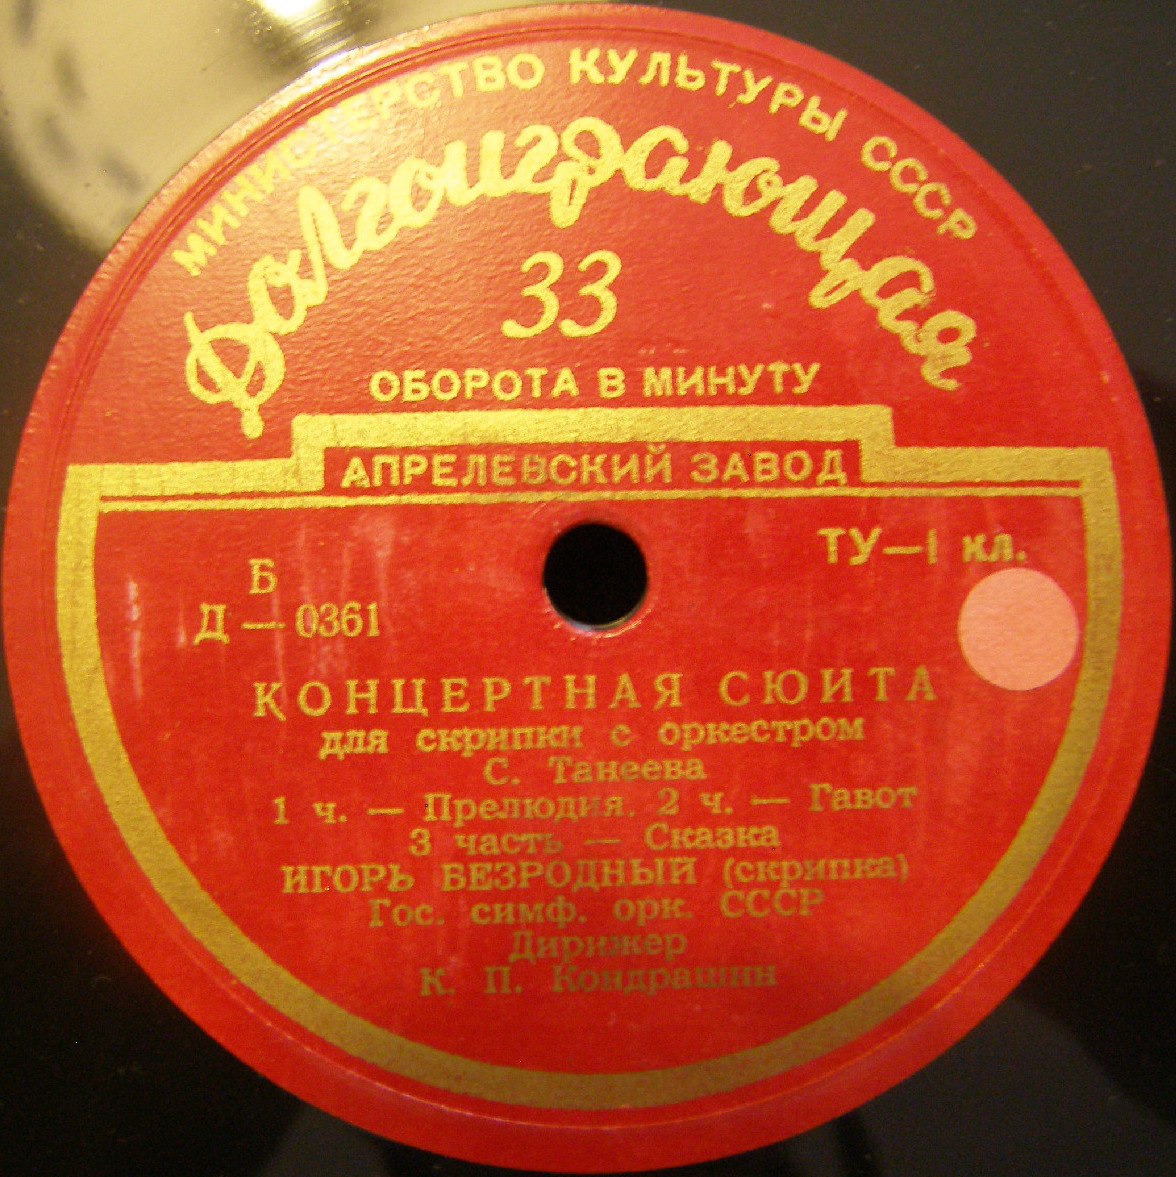 МИНИСТЕРСТВО КУЛЬТУРЫ СССР
Долгоиграющая
33
ОБОРОТА В МИНУТУ
АПРЕЛЕВСКИЙ ЗАВОД
ТУ—I кл.
Б
Д — 0361
КОНЦЕРТНАЯ СЮИТА
для скрипки с оркестром
С. Танеева
1 ч. — Прелюдия. 2 ч. — Гавот
3 часть — Сказка
ИГОРЬ БЕЗРОДНЫЙ (скрипка)
Гос. симф. орк. СССР
Дирижер
К. П. Кондрашин